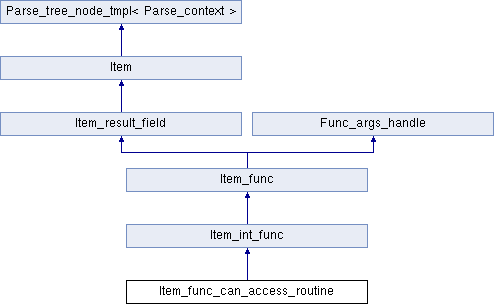 Parse_tree_node_tmpl< Parse_context >
Item
Item_result_field
Func_args_handle
Item_func
Item_int_func
Item_func_can_access_routine